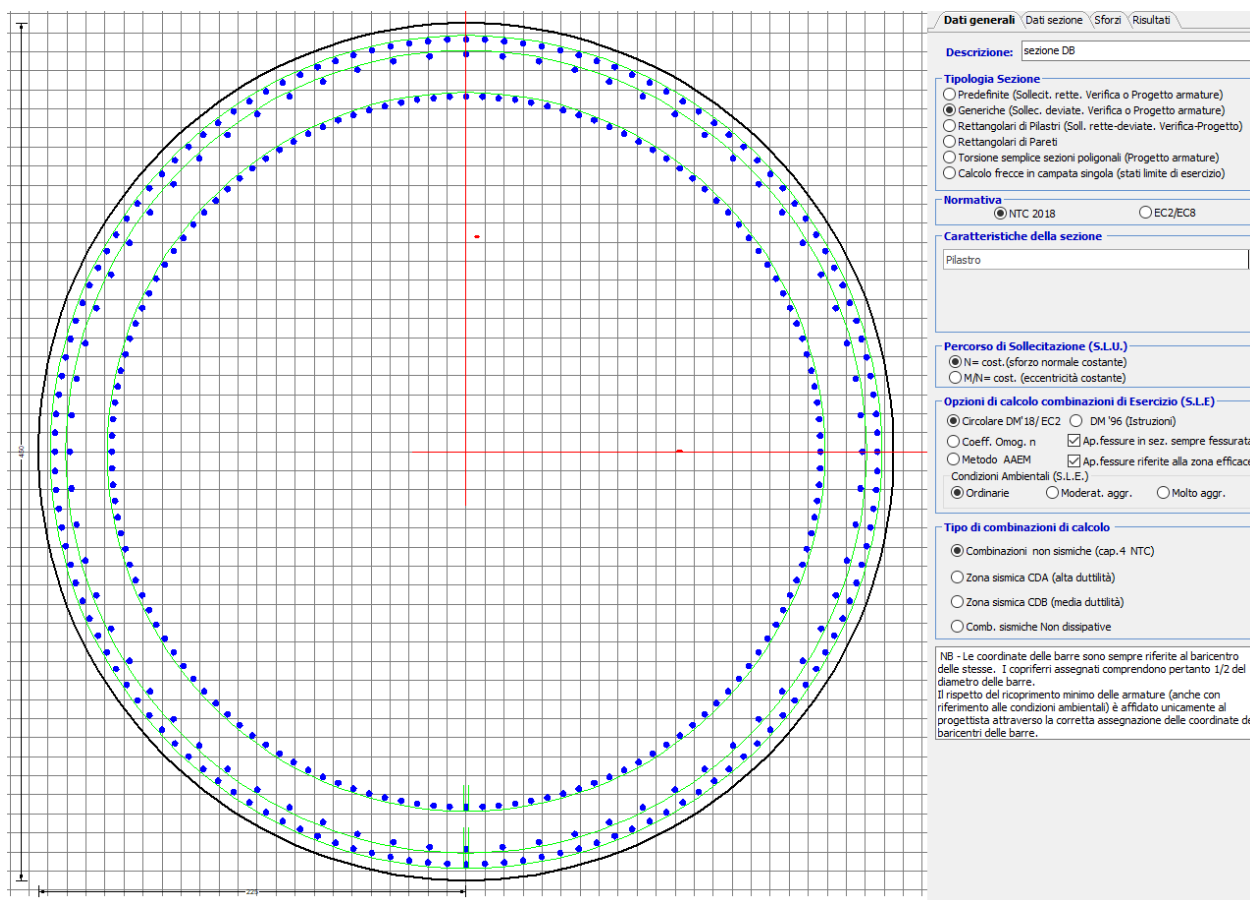 Dati generali Dati sezione Sforzi Risultati
Descrizione: sezione DB
Tipologia Sezione
Predefinite (Sollecit. rette. Verifica o Progetto armature)
Generiche (Sollec. deviate. Verifica o Progetto armature)
Rettangolari di Pilastri (Soll. rette-deviate. Verifica-Progetto)
Rettangolari di Pareti
Torsione semplice sezioni poligonali (Progetto armature)
Calcolo frecce in campata singola (stati limite di esercizio)
Normativa
NTC 2018 EC2/EC8
Caratteristiche della sezione
Pilastro
Percorso di Sollecitazione (S.L.U.)
N= cost.(sforzo normale costante)
M/N= cost. (eccentricità costante)
Opzioni di calcolo combinazioni di Esercizio (S.L.E)
Circolare DM'18/ EC2 DM '96 (Istruzioni)
Coeff. Omog. n Ap.fessure in sez. sempre fessurata
Metodo AAEM Ap.fessure riferite alla zona efficace
Condizioni Ambientali (S.L.E.)
Ordinarie Moderat. aggr. Molto aggr.
Tipo di combinazioni di calcolo
Combinazioni non sismiche (cap.4 NTC)
Zona sismica CDA (alta duttilità)
Zona sismica CDB (media duttilità)
Comb. sismiche Non dissipative
NB - Le coordinate delle barre sono sempre riferite al baricentro
delle stesse. I copriferri assegnati comprendono pertanto 1/2 del
diametro delle barre.
Il rispetto del ricoprimento minimo delle armature (anche con
riferimento alle condizioni ambientali) è affidato unicamente al
progettista attraverso la corretta assegnazione delle coordinate de
baricentri delle barre.
225